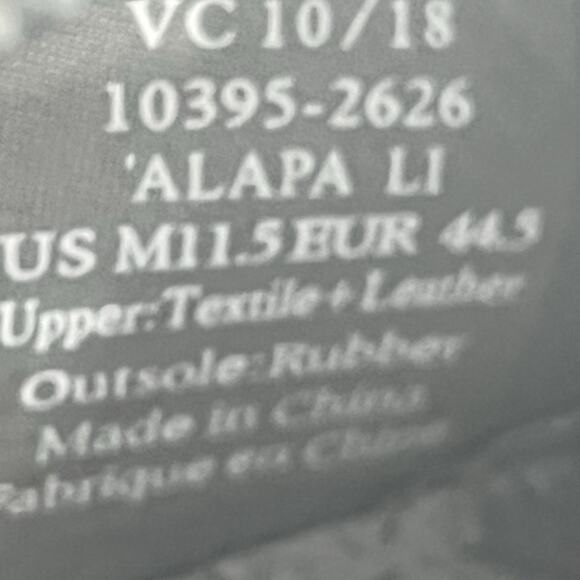 VC 10/18
10395-2626
'ALAPA LI
US M11.5 EUR 44.5
Upper:Textile+Leather
Outsole:Rubber
Made in China
Fabrique en Chine